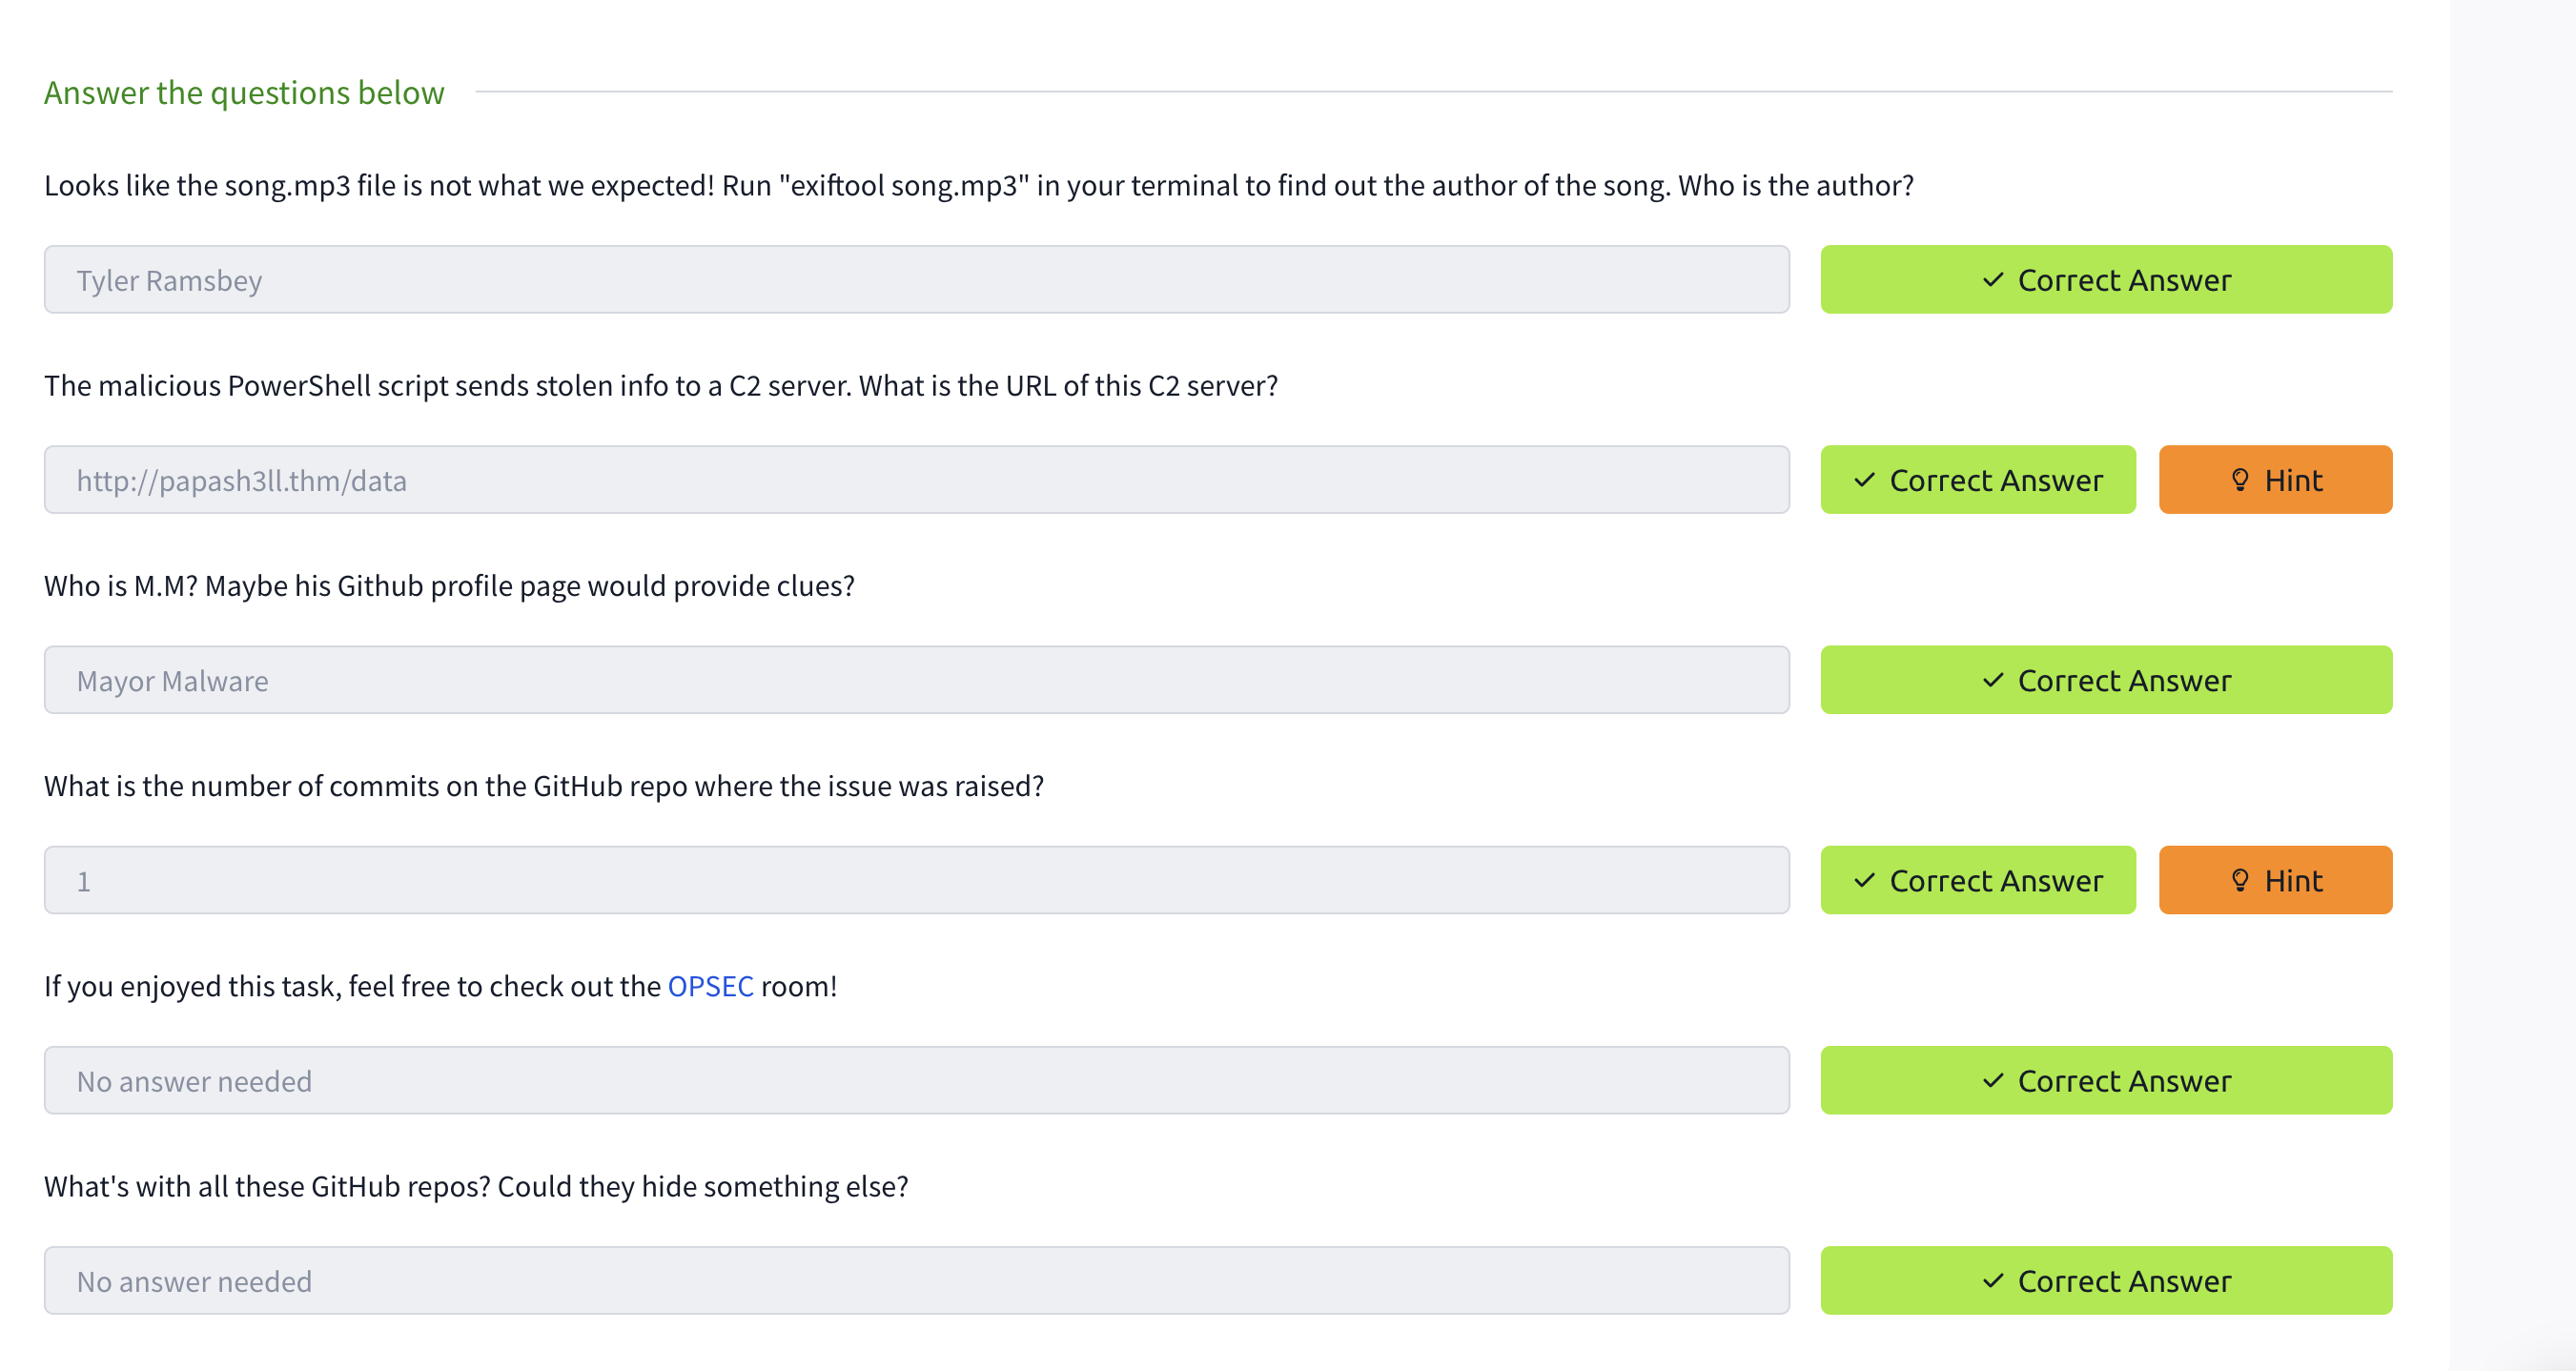 Answer the questions below
Looks like the song.mp3 file is not what we expected! Run "exiftool song.mp3" in your terminal to find out the author of the song. Who is the author?
Tyler Ramsbey
Correct Answer
The malicious PowerShell script sends stolen info to a C2 server. What is the URL of this C2 server?
http://papash3ll.thm/data
Correct Answer
Hint
Who is M.M? Maybe his Github profile page would provide clues?
Mayor Malware
Correct Answer
What is the number of commits on the GitHub repo where the issue was raised?
1
Correct Answer
Hint
If you enjoyed this task, feel free to check out the OPSEC room!
No answer needed
Correct Answer
What's with all these GitHub repos? Could they hide something else?
No answer needed
Correct Answer